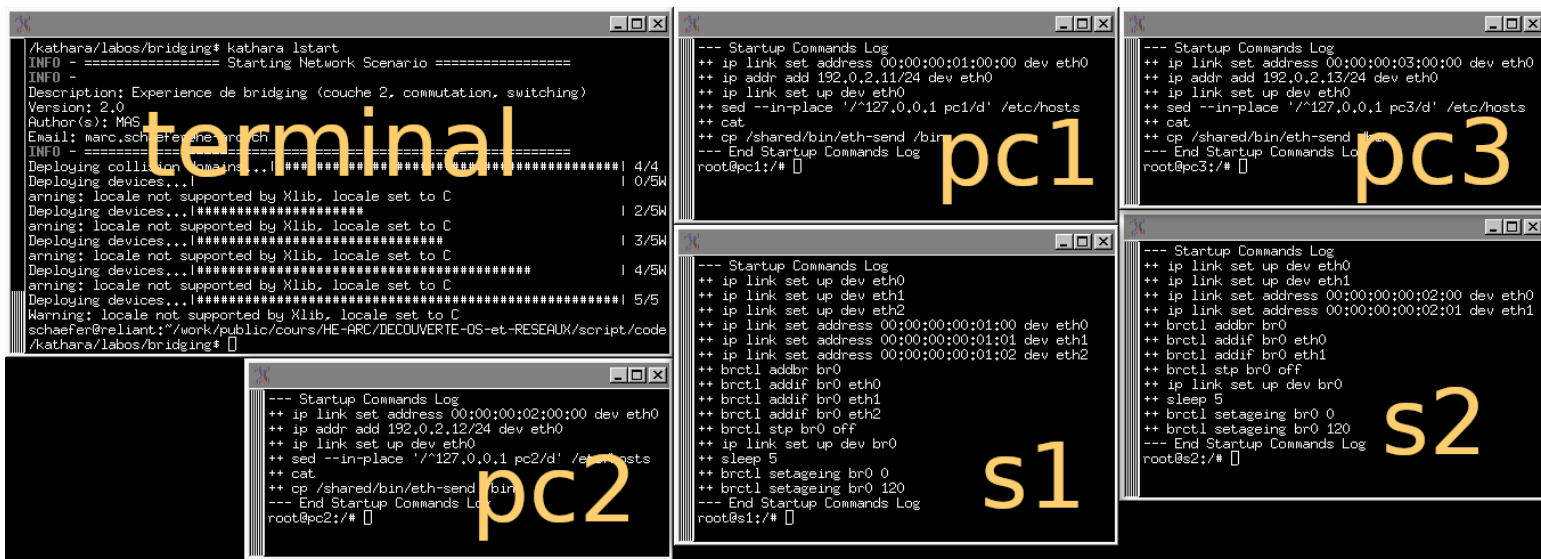 /kathara/labos/bridging$ kathara lstart
INFO - ================= Starting Network Scenario =================
INFO -
Description: Experience de bridging (couche 2, commutation, switching)
Version: 2.0
Author(s): MAS
Email:
INFO - 
Deploying collision domains...|###########################################| 4/4
Deploying devices...| | 0/5W
arning: locale not supported by Xlib, locale set to C
Deploying devices...|##################### | 2/5W
arning: locale not supported by Xlib, locale set to C
Deploying devices...|############################### | 3/5W
arning: locale not supported by Xlib, locale set to C
Deploying devices...|########################################## | 4/5W
arning: locale not supported by Xlib, locale set to C
Deploying devices...|#####################################################| 5/5
Warning: locale not supported by Xlib, locale set to C
schaefer@reliant:~/work/public/cours/HE-ARC/DECOUVERTE-OS-et-RESEAUX/script/code
/kathara/labos/bridging$
terminal
--- Startup Commands Log
++ ip link set address 00:00:00:01:00:00 dev eth0
++ ip addr add 192.0.2.11/24 dev eth0
++ ip link set up dev eth0
++ sed --in-place '/^127.0.0.1 pc1/d' /etc/hosts
++ cat
++ cp /shared/bin/eth-send /bin
--- End Startup Commands Log
root@pc1:/#
pc1
--- Startup Commands Log
++ ip link set address 00:00:00:03:00:00 dev eth0
++ ip addr add 192.0.2.13/24 dev eth0
++ ip link set up dev eth0
++ sed --in-place '/^127.0.0.1 pc3/d' /etc/hosts
++ cat
++ cp /shared/bin/eth-send /bin
--- End Startup Commands Log
root@pc3:/#
pc3
--- Startup Commands Log
++ ip link set address 00:00:00:02:00:00 dev eth0
++ ip addr add 192.0.2.12/24 dev eth0
++ ip link set up dev eth0
++ sed --in-place '/^127.0.0.1 pc2/d' /etc/hosts
++ cat
++ cp /shared/bin/eth-send /bin
--- End Startup Commands Log
root@pc2:/#
pc2
--- Startup Commands Log
++ ip link set up dev eth0
++ ip link set up dev eth1
++ ip link set up dev eth2
++ ip link set address 00:00:00:00:01:00 dev eth0
++ ip link set address 00:00:00:00:01:01 dev eth1
++ ip link set address 00:00:00:00:01:02 dev eth2
++ brctl addbr br0
++ brctl addif br0 eth0
++ brctl addif br0 eth1
++ brctl addif br0 eth2
++ brctl stp br0 off
++ ip link set up dev br0
++ sleep 5
++ brctl setageing br0 0
++ brctl setageing br0 120
--- End Startup Commands Log
root@s1:/#
s1
--- Startup Commands Log
++ ip link set up dev eth0
++ ip link set up dev eth1
++ ip link set address 00:00:00:00:02:00 dev eth0
++ ip link set address 00:00:00:00:02:01 dev eth1
++ brctl addbr br0
++ brctl addif br0 eth0
++ brctl addif br0 eth1
++ brctl stp br0 off
++ ip link set up dev br0
++ sleep 5
++ brctl setageing br0 0
++ brctl setageing br0 120
--- End Startup Commands Log
root@s2:/#
s2